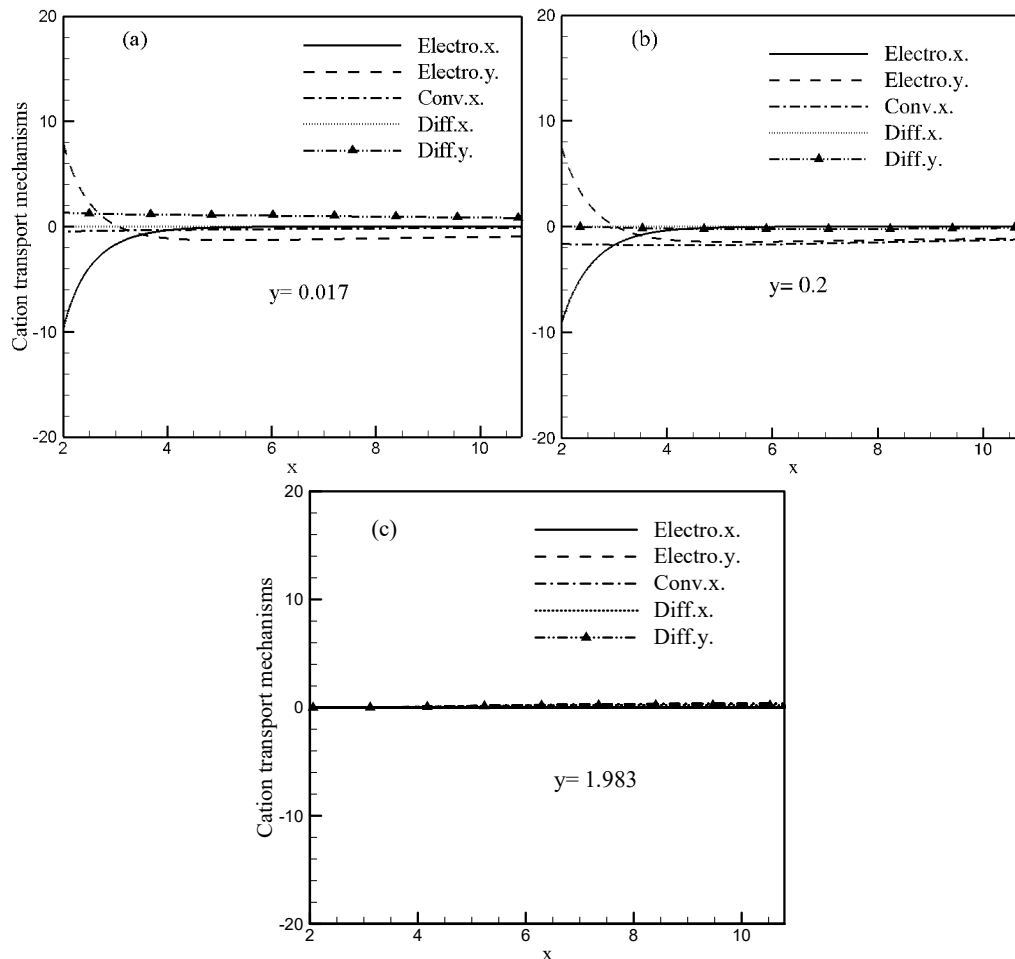 (a)
Electro.x.
Electro.y.
Conv.x.
Diff.x.
Diff.y.
y= 0.017
20
10
0
-10
-20
2
4
6
8
10
x
Cation transport mechanisms
(b)
Electro.x.
Electro.y.
Conv.x.
Diff.x.
Diff.y.
y= 0.2
20
10
0
-10
-20
2
4
6
8
10
x
(c)
Electro.x.
Electro.y.
Conv.x.
Diff.x.
Diff.y.
y= 1.983
20
10
0
-10
-20
2
4
6
8
10
x
Cation transport mechanisms